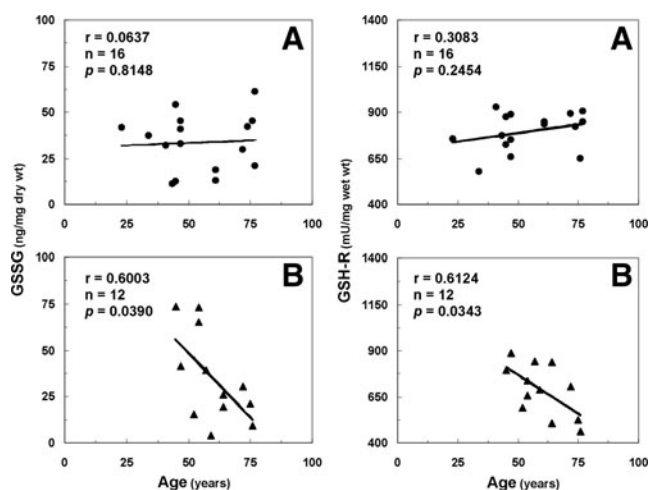 100
75
50
25
0
GSSG (ng/mg dry wt)
r = 0.0637
n = 16
p = 0.8148
A
0 25 50 75 100
1400
1150
900
650
400
GSH-R (mU/mg wet wt)
r = 0.3083
n = 16
p = 0.2454
A
0 25 50 75 100
100
75
50
25
0
r = 0.6003
n = 12
p = 0.0390
B
0 25 50 75 100
Age (years)
1400
1150
900
650
400
r = 0.6124
n = 12
p = 0.0343
B
0 25 50 75 100
Age (years)